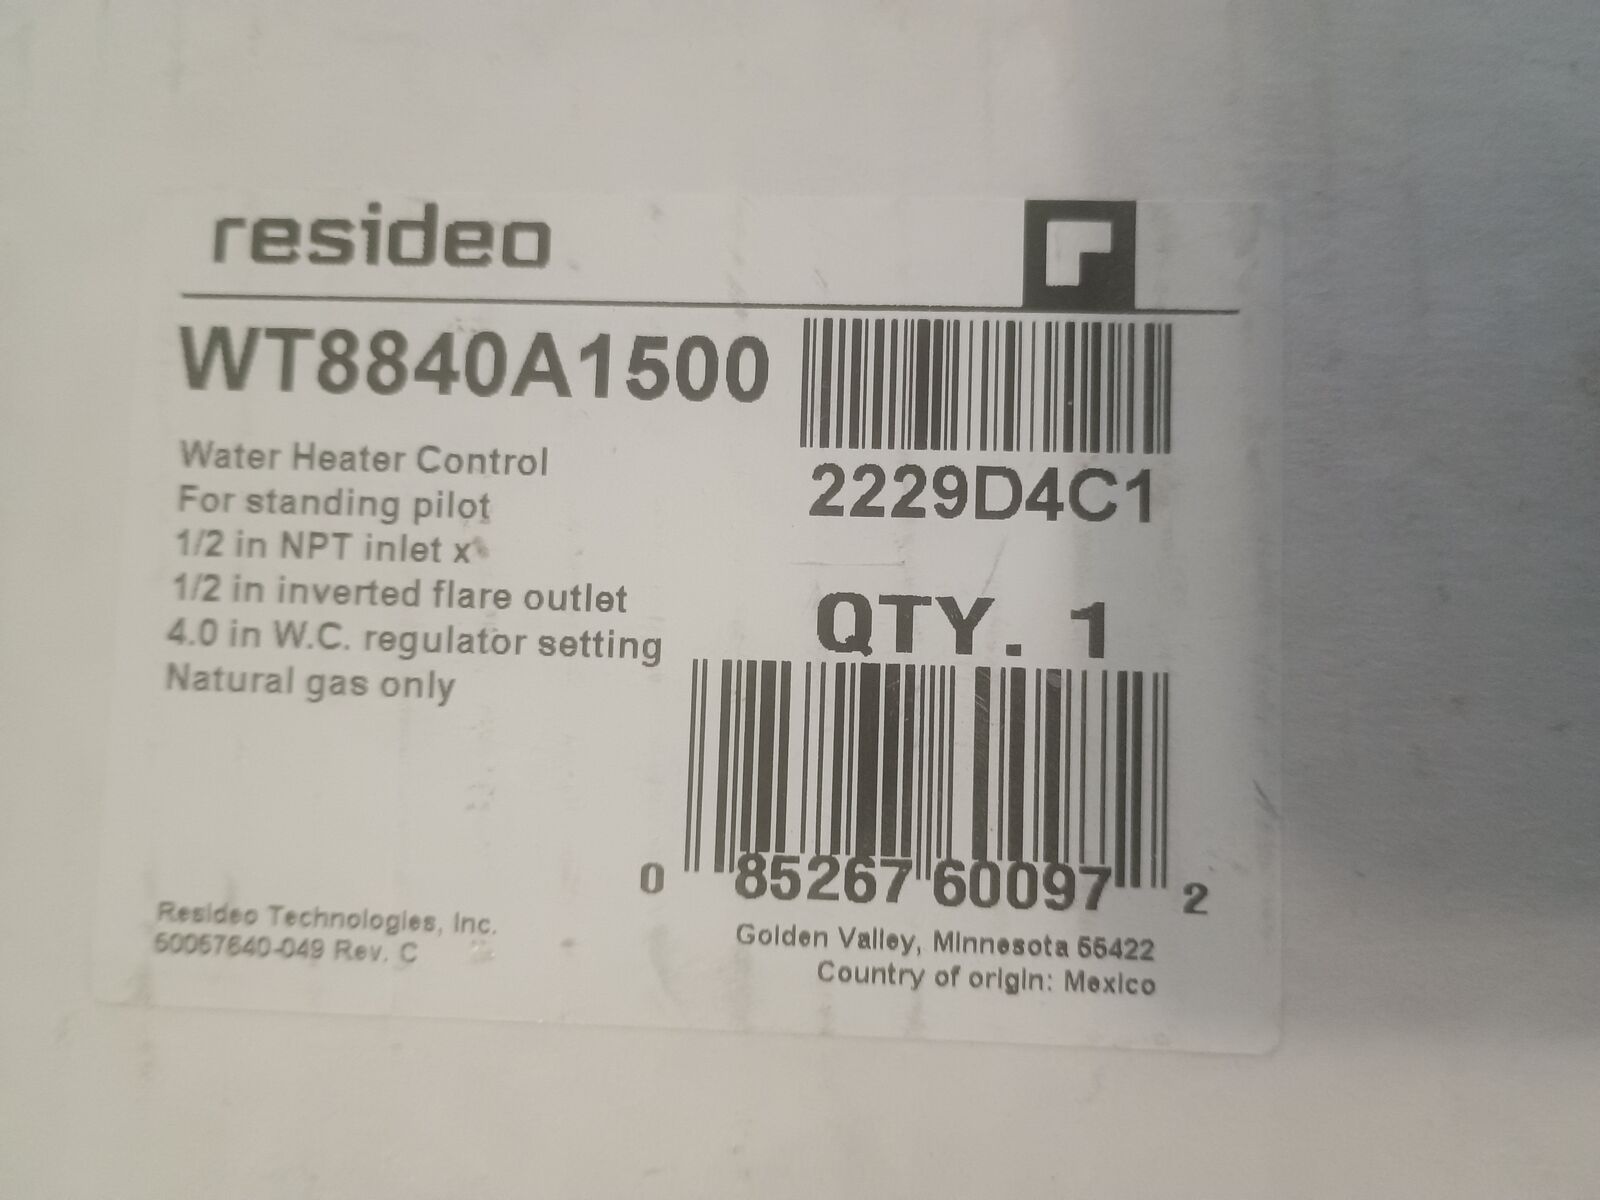 resideo
WT8840A1500
Water Heater Control
For standing pilot
1/2 in NPT inlet x
1/2 in inverted flare outlet
4.0 in W.C. regulator setting
Natural gas only
2229D4C1
QTY. 1
0 85267 60097 2
Resideo Technologies, Inc.
50057640-049 Rev. C
Golden Valley, Minnesota 55422
Country of origin: Mexico